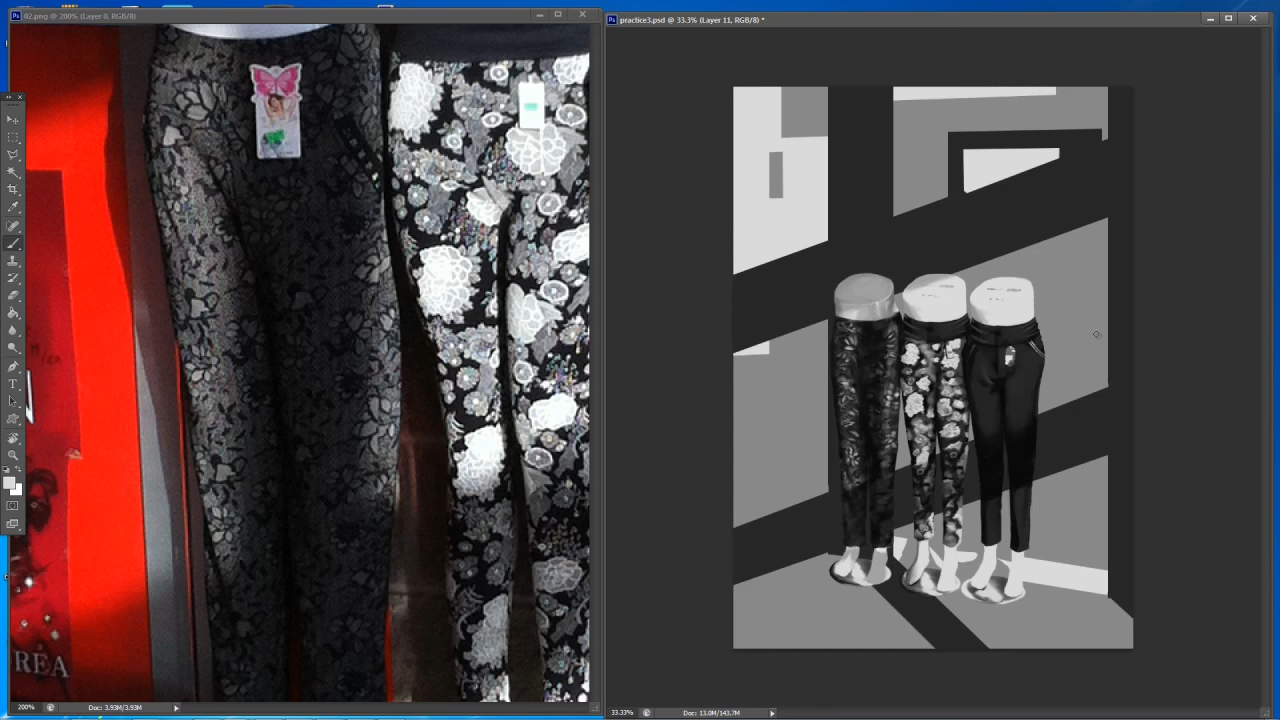 02.png @ 200% (Layer 0, RGB/8)
practice3.psd @ 33.3% (Layer 11, RGB/8) *
OREA
200%
Doc: 3.93M/3.93M
33.33%
Doc: 13.0M/143.7M